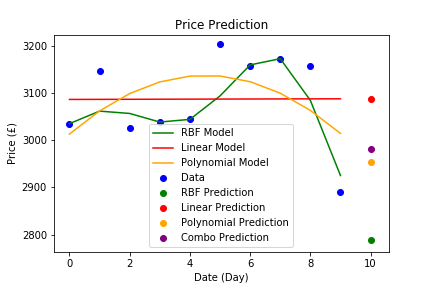 Price Prediction
3200
3100
3000
2900
2800
Price (£)
RBF Model
Linear Model
Polynomial Model
Data
RBF Prediction
Linear Prediction
Polynomial Prediction
Combo Prediction
0 2 4 6 8 10
Date (Day)